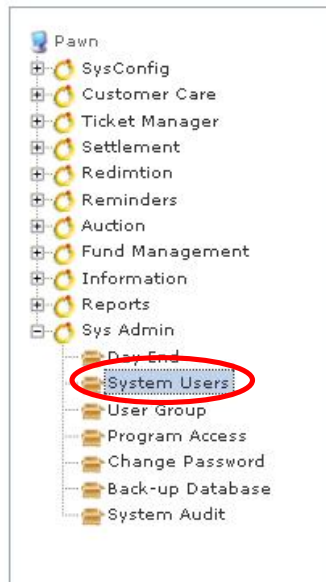 Pawn
SysConfig
Customer Care
Ticket Manager
Settlement
Redimtion
Reminders
Auction
Fund Management
Information
Reports
Sys Admin
Day End
System Users
User Group
Program Access
Change Password
Back-up Database
System Audit